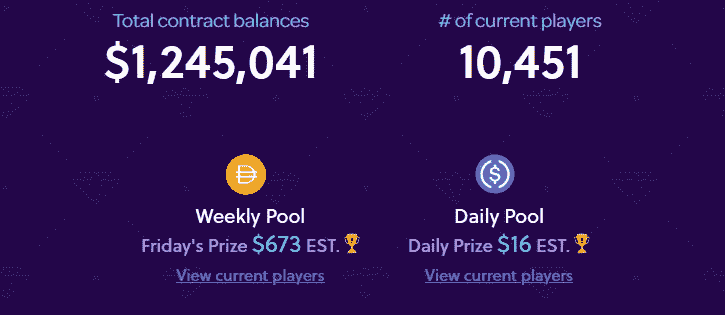 Total contract balances
# of current players
$1,245,041
10,451
Weekly Pool
Daily Pool
Friday's Prize $673 EST.
Daily Prize $16 EST.
View current players
View current players